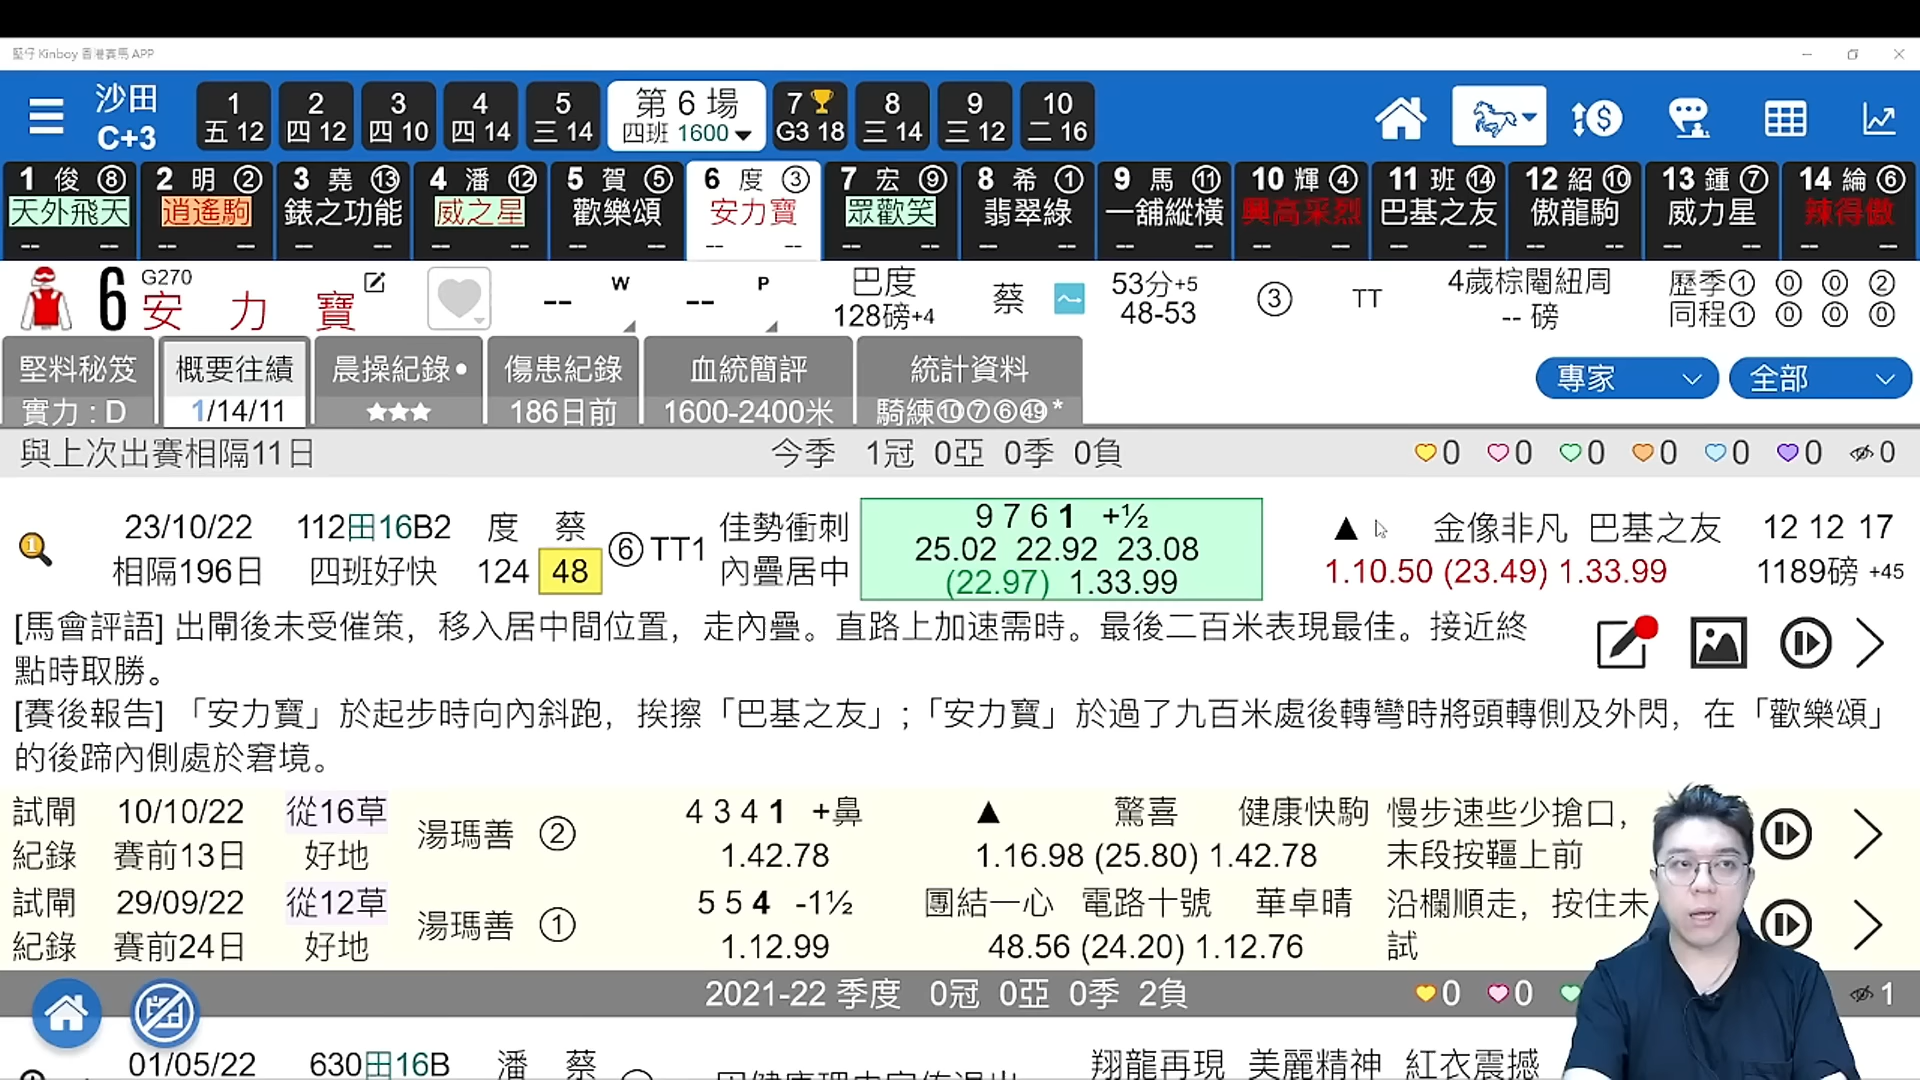 堅仔 Kinboy 香港賽馬 APP
沙田 C+3
1 五 12
2 四 12
3 四 10
4 四 14
5 三 14
第 6 場 四班 1600
7 G3 18
8 三 14
9 三 12
10 二 16
1 俊 ⑧ 天外飛天 -- --
2 明 ② 逍遙駒 -- --
3 堯 ⑬ 錶之功能 -- --
4 潘 ⑫ 威之星 -- --
5 賀 ⑤ 歡樂頌 -- --
6 度 ③ 安力寶 -- --
7 宏 ⑨ 眾歡笑 -- --
8 希 ① 翡翠綠 -- --
9 馬 ⑪ 一舖縱橫 -- --
10 輝 ④ 興高采烈 -- --
11 班 ⑭ 巴基之友 -- --
12 紹 ⑩ 傲龍駒 -- --
13 鍾 ⑦ 威力星 -- --
14 綸 ⑥ 辣得傲 -- --
6 G270 安力寶 -- W -- P 巴度 128磅+4 蔡 53分+5 48-53 ③ TT 4歲棕閹紐周 -- 磅
歷季① ⓪ ⓪ ②
同程① ⓪ ⓪ ⓪
堅料秘笈 實力 : D
概要往績 1/14/11
晨操紀錄• ★★★
傷患紀錄 186日前
血統簡評 1600-2400米
統計資料 騎練⑩⑦⑥㊾*
專家 全部
與上次出賽相隔11日 今季 1冠 0亞 0季 0負 0 0 0 0 0 0 0
1 23/10/22 112田16B2 度 蔡 ⑥ TT1 佳勢衝刺 9 7 6 1 +½ ▲ 金像非凡 巴基之友 12 12 17
相隔196日 四班好快 124 48 內疊居中 25.02 22.92 23.08 1.10.50 (23.49) 1.33.99 1189磅 +45
(22.97) 1.33.99
[馬會評語] 出閘後未受催策，移入居中間位置，走內疊。直路上加速需時。最後二百米表現最佳。接近終
點時取勝。
[賽後報告] 「安力寶」於起步時向內斜跑，挨擦「巴基之友」;「安力寶」於過了九百米處後轉彎時將頭轉側及外閃，在「歡樂頌」
的後蹄內側處於窘境。
試閘 10/10/22 從16草 湯瑪善 ② 4 3 4 1 +鼻 ▲ 驚喜 健康快駒 慢步速些少搶口，
紀錄 賽前13日 好地 1.42.78 1.16.98 (25.80) 1.42.78 末段按韁上前
試閘 29/09/22 從12草 湯瑪善 ① 5 5 4 -1½ 團結一心 電路十號 華卓晴 沿欄順走，按住未
紀錄 賽前24日 好地 1.12.99 48.56 (24.20) 1.12.76 試
2021-22 季度 0冠 0亞 0季 2負 0 0 1
01/05/22 630田16B 潘 蔡 翔龍再現 美麗精神 紅衣震撼